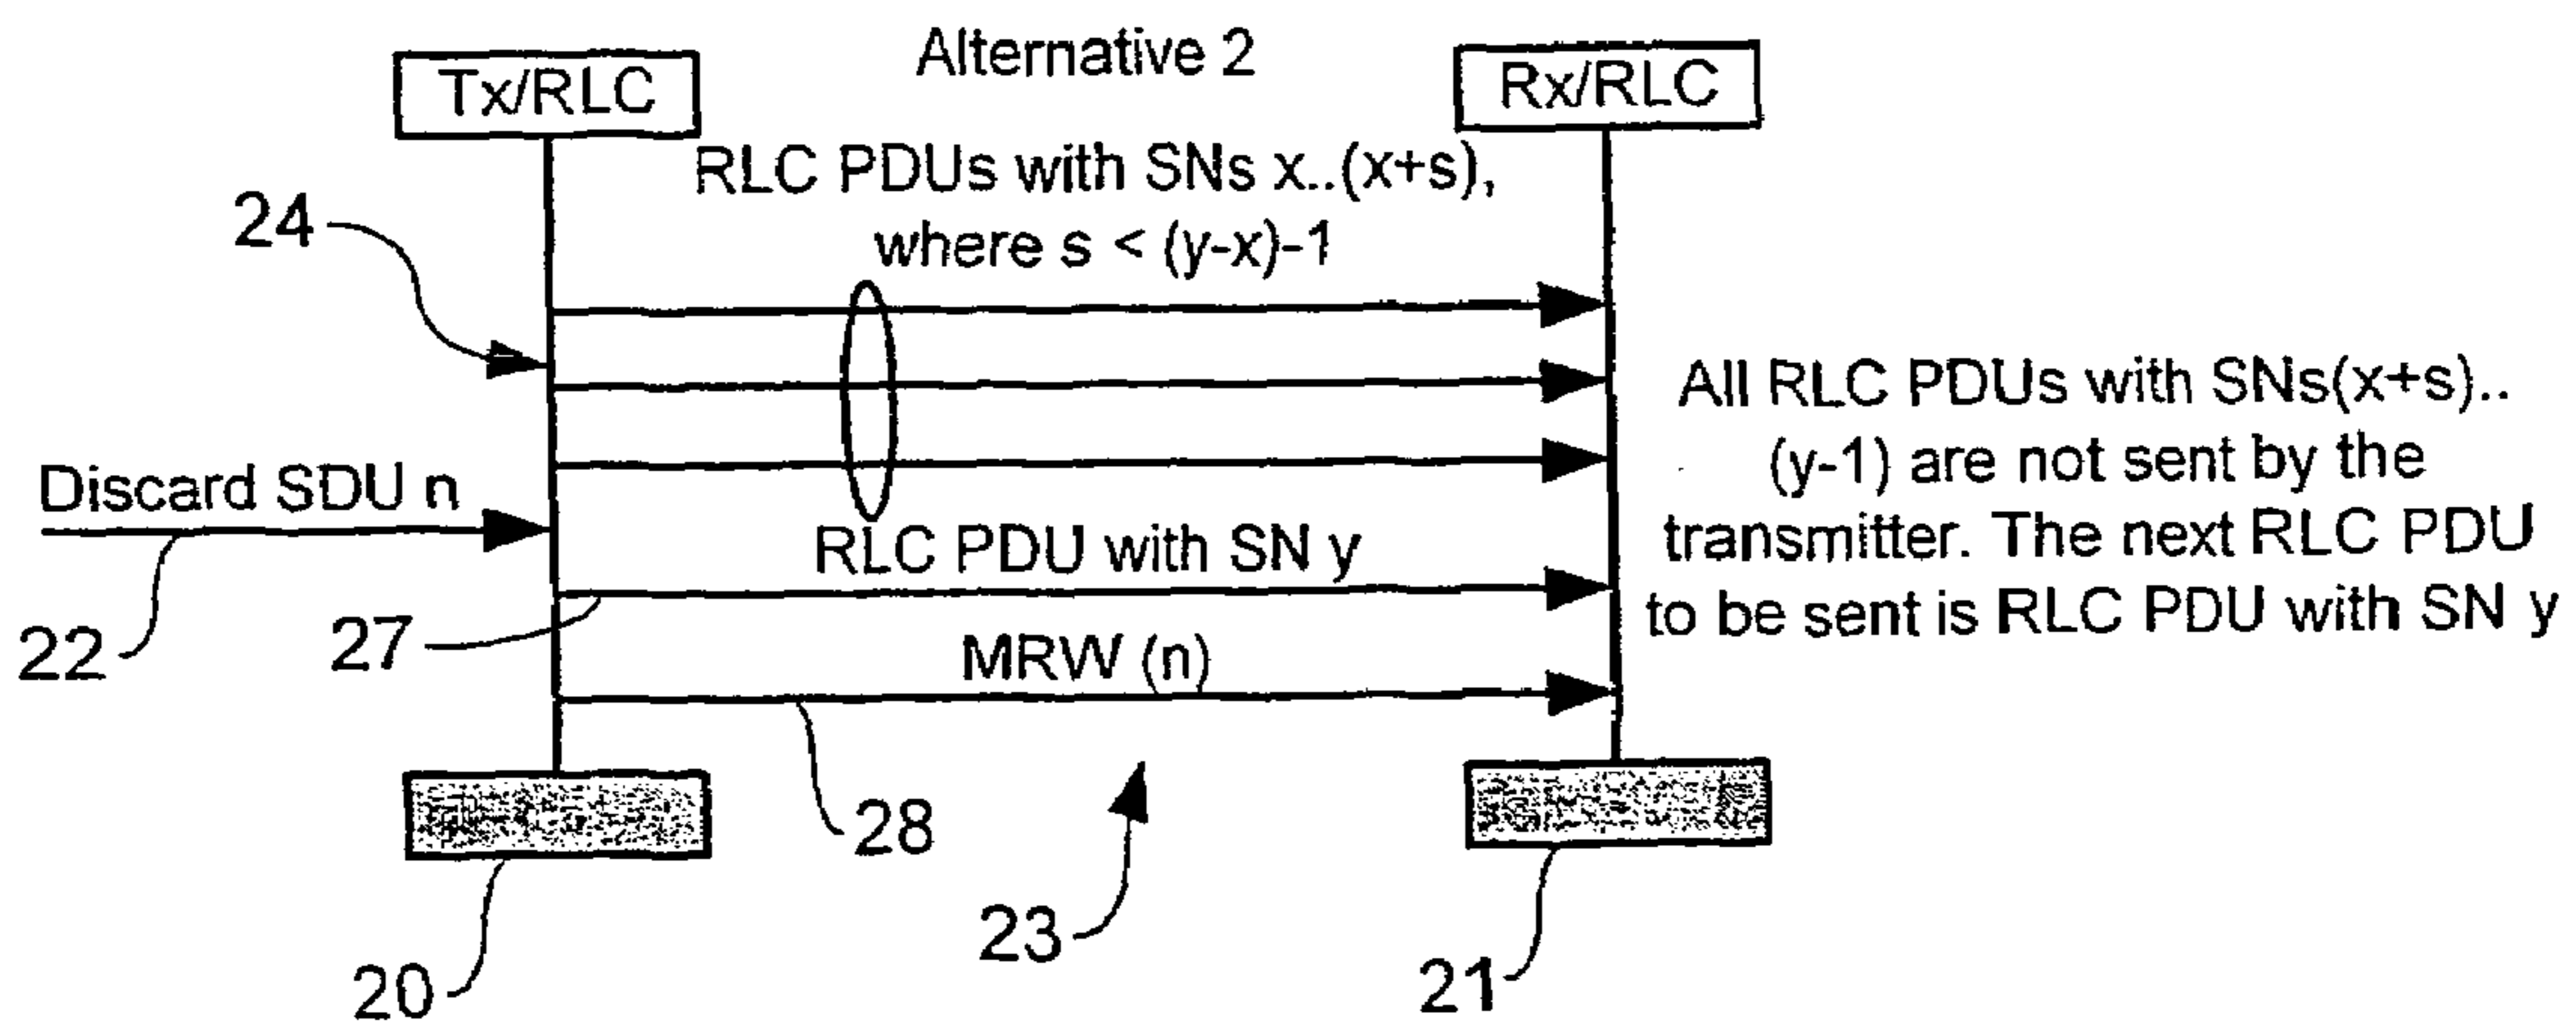 Alternative 2
Tx/RLC
Rx/RLC
RLC PDUs with SNs x..(x+s),
where s < (y-x)-1
24
All RLC PDUs with SNs(x+s)..
(y-1) are not sent by the
transmitter. The next RLC PDU
to be sent is RLC PDU with SN y
Discard SDU n
22
RLC PDU with SN y
27
MRW (n)
28
23
20
21